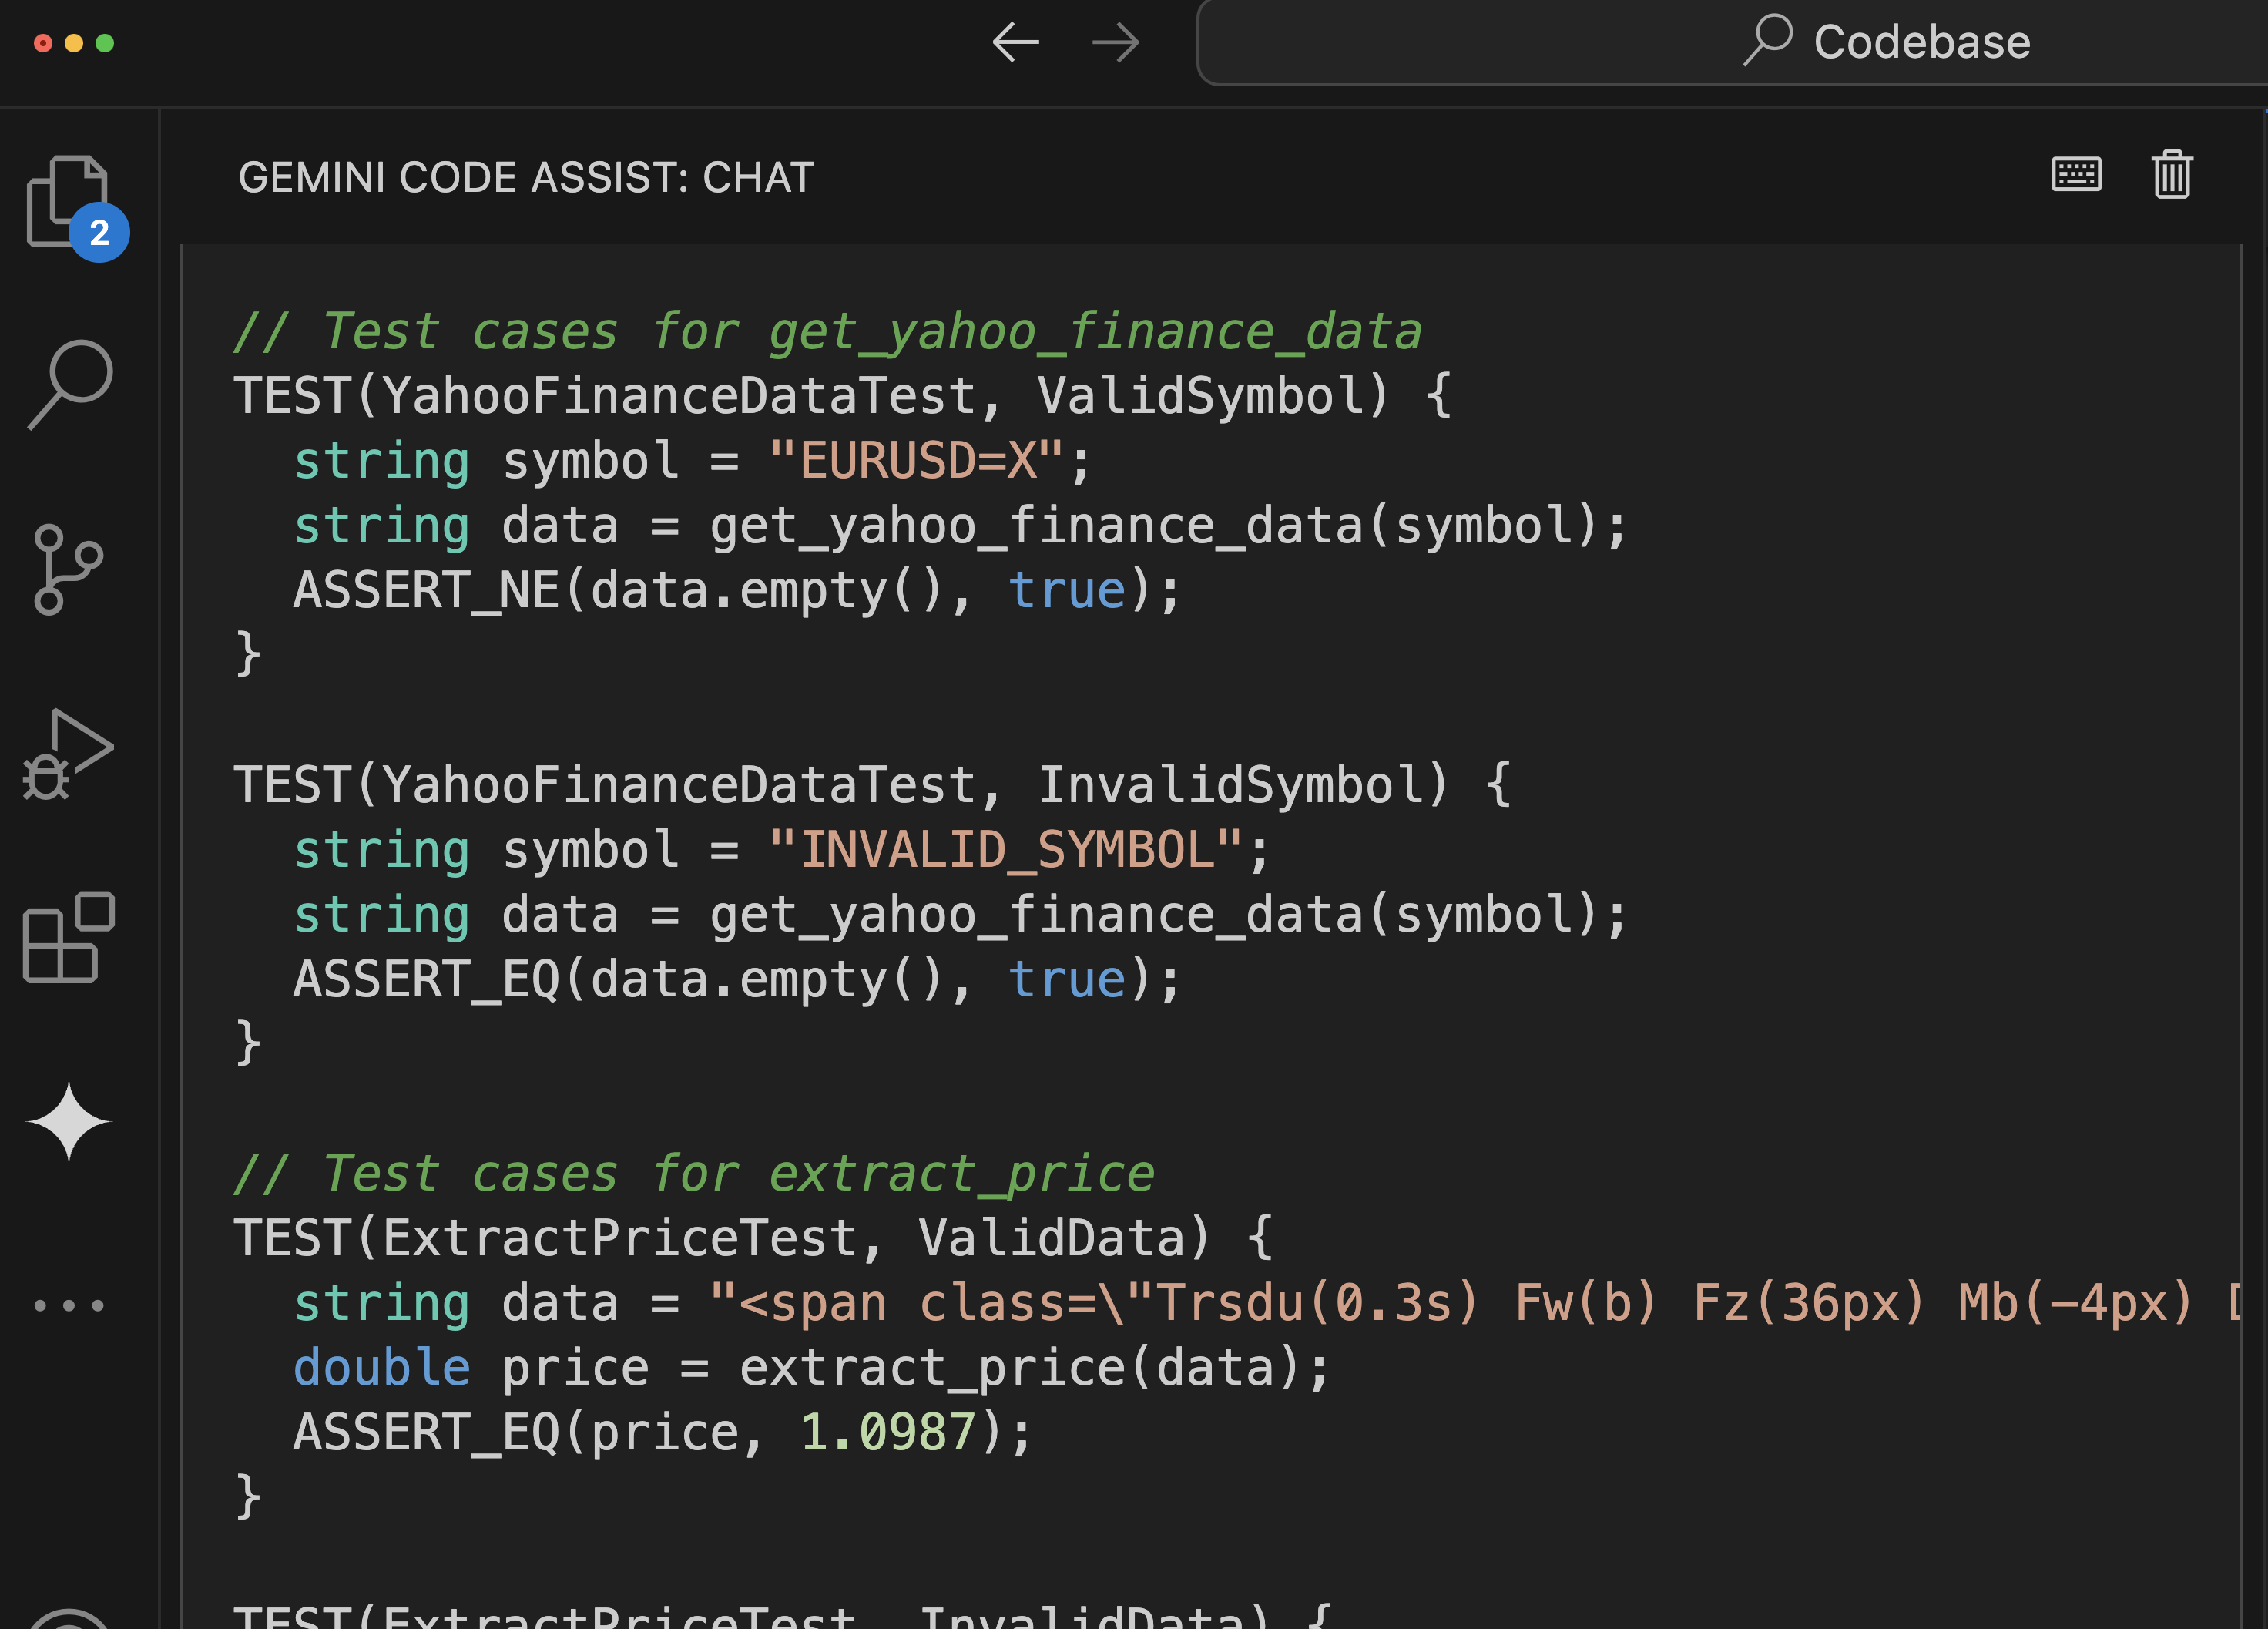 Codebase
GEMINI CODE ASSIST: CHAT
2
// Test cases for get_yahoo_finance_data
TEST(YahooFinanceDataTest, ValidSymbol) {
  string symbol = "EURUSD=X";
  string data = get_yahoo_finance_data(symbol);
  ASSERT_NE(data.empty(), true);
}
TEST(YahooFinanceDataTest, InvalidSymbol) {
  string symbol = "INVALID_SYMBOL";
  string data = get_yahoo_finance_data(symbol);
  ASSERT_EQ(data.empty(), true);
}
// Test cases for extract_price
TEST(ExtractPriceTest, ValidData) {
  string data = "<span class=\"Trsdu(0.3s) Fw(b) Fz(36px) Mb(-4px)
  double price = extract_price(data);
  ASSERT_EQ(price, 1.0987);
}
TEST(ExtractPriceTest, InvalidData) {